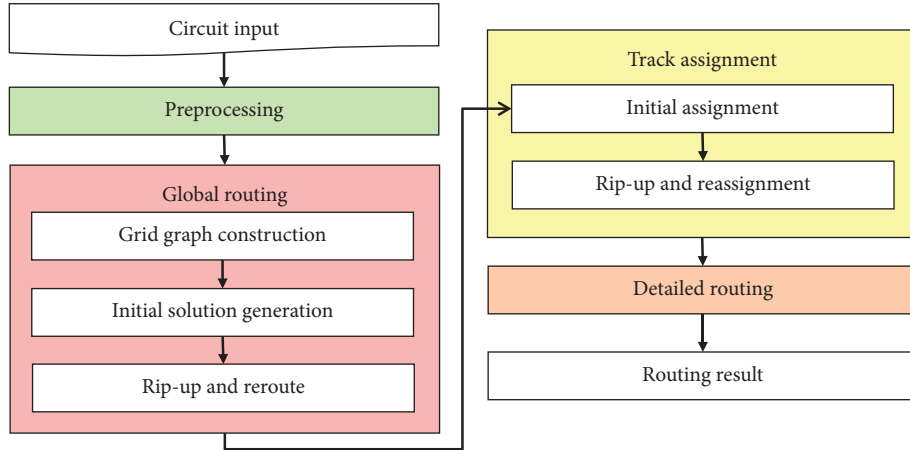 Circuit input
Preprocessing
Global routing
Grid graph construction
Initial solution generation
Rip-up and reroute
Track assignment
Initial assignment
Rip-up and reassignment
Detailed routing
Routing result